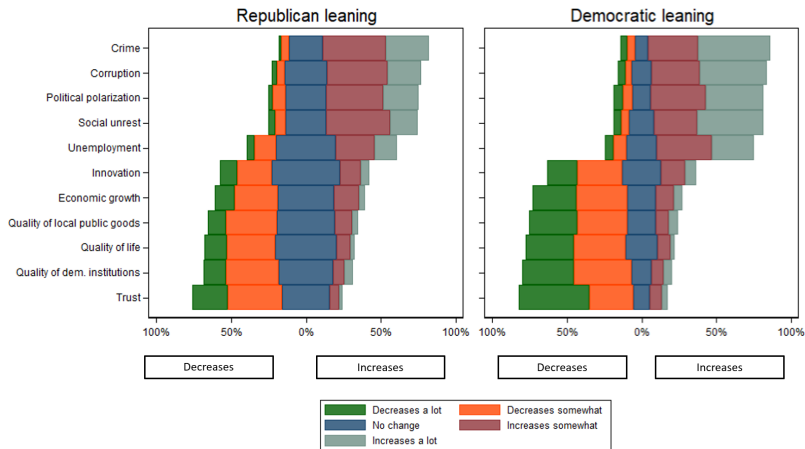 Republican leaning
Democratic leaning
Crime
Corruption
Political polarization
Social unrest
Unemployment
Innovation
Economic growth
Quality of local public goods
Quality of life
Quality of dem. institutions
Trust
100% 50% 0% 50% 100%
100% 50% 0% 50% 100%
Decreases Increases
Decreases Increases
Decreases a lot Decreases somewhat
No change Increases somewhat
Increases a lot